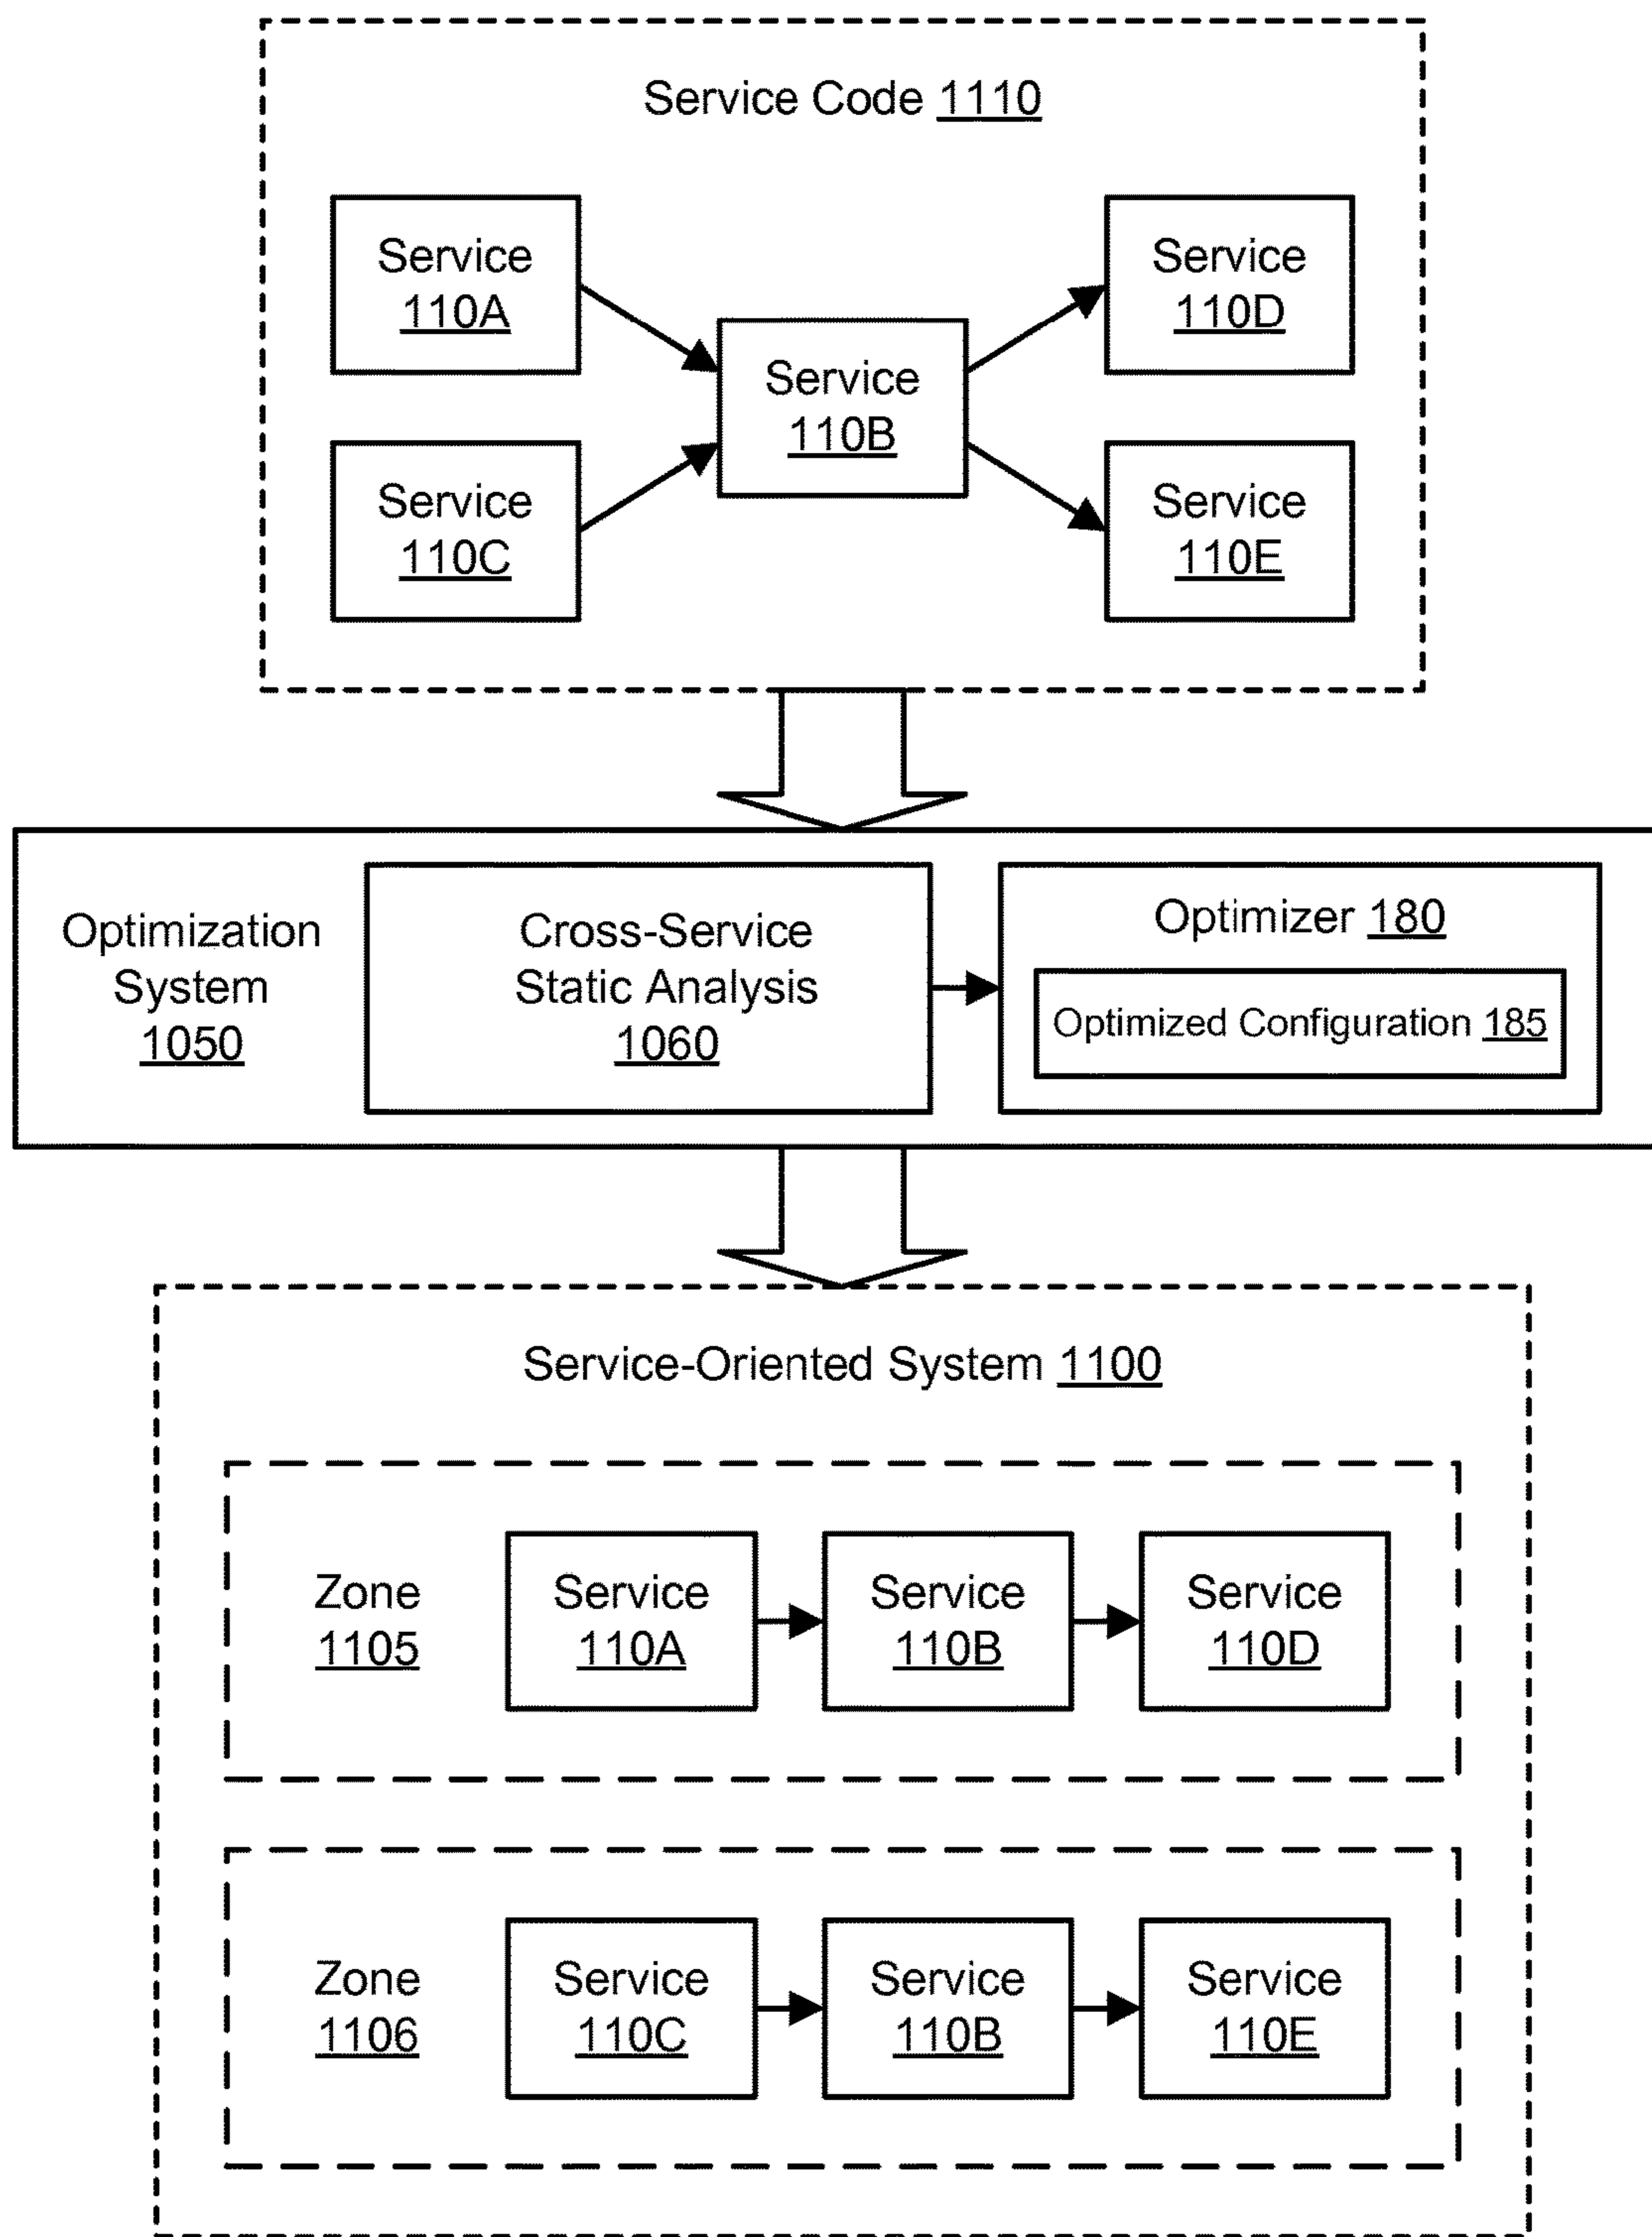 Service Code 1110
Service
110A
Service
110D
Service
110B
Service
110C
Service
110E
Optimization
System
1050
Cross-Service
Static Analysis
1060
Optimizer 180
Optimized Configuration 185
Service-Oriented System 1100
Zone
1105
Service
110A
Service
110B
Service
110D
Zone
1106
Service
110C
Service
110B
Service
110E